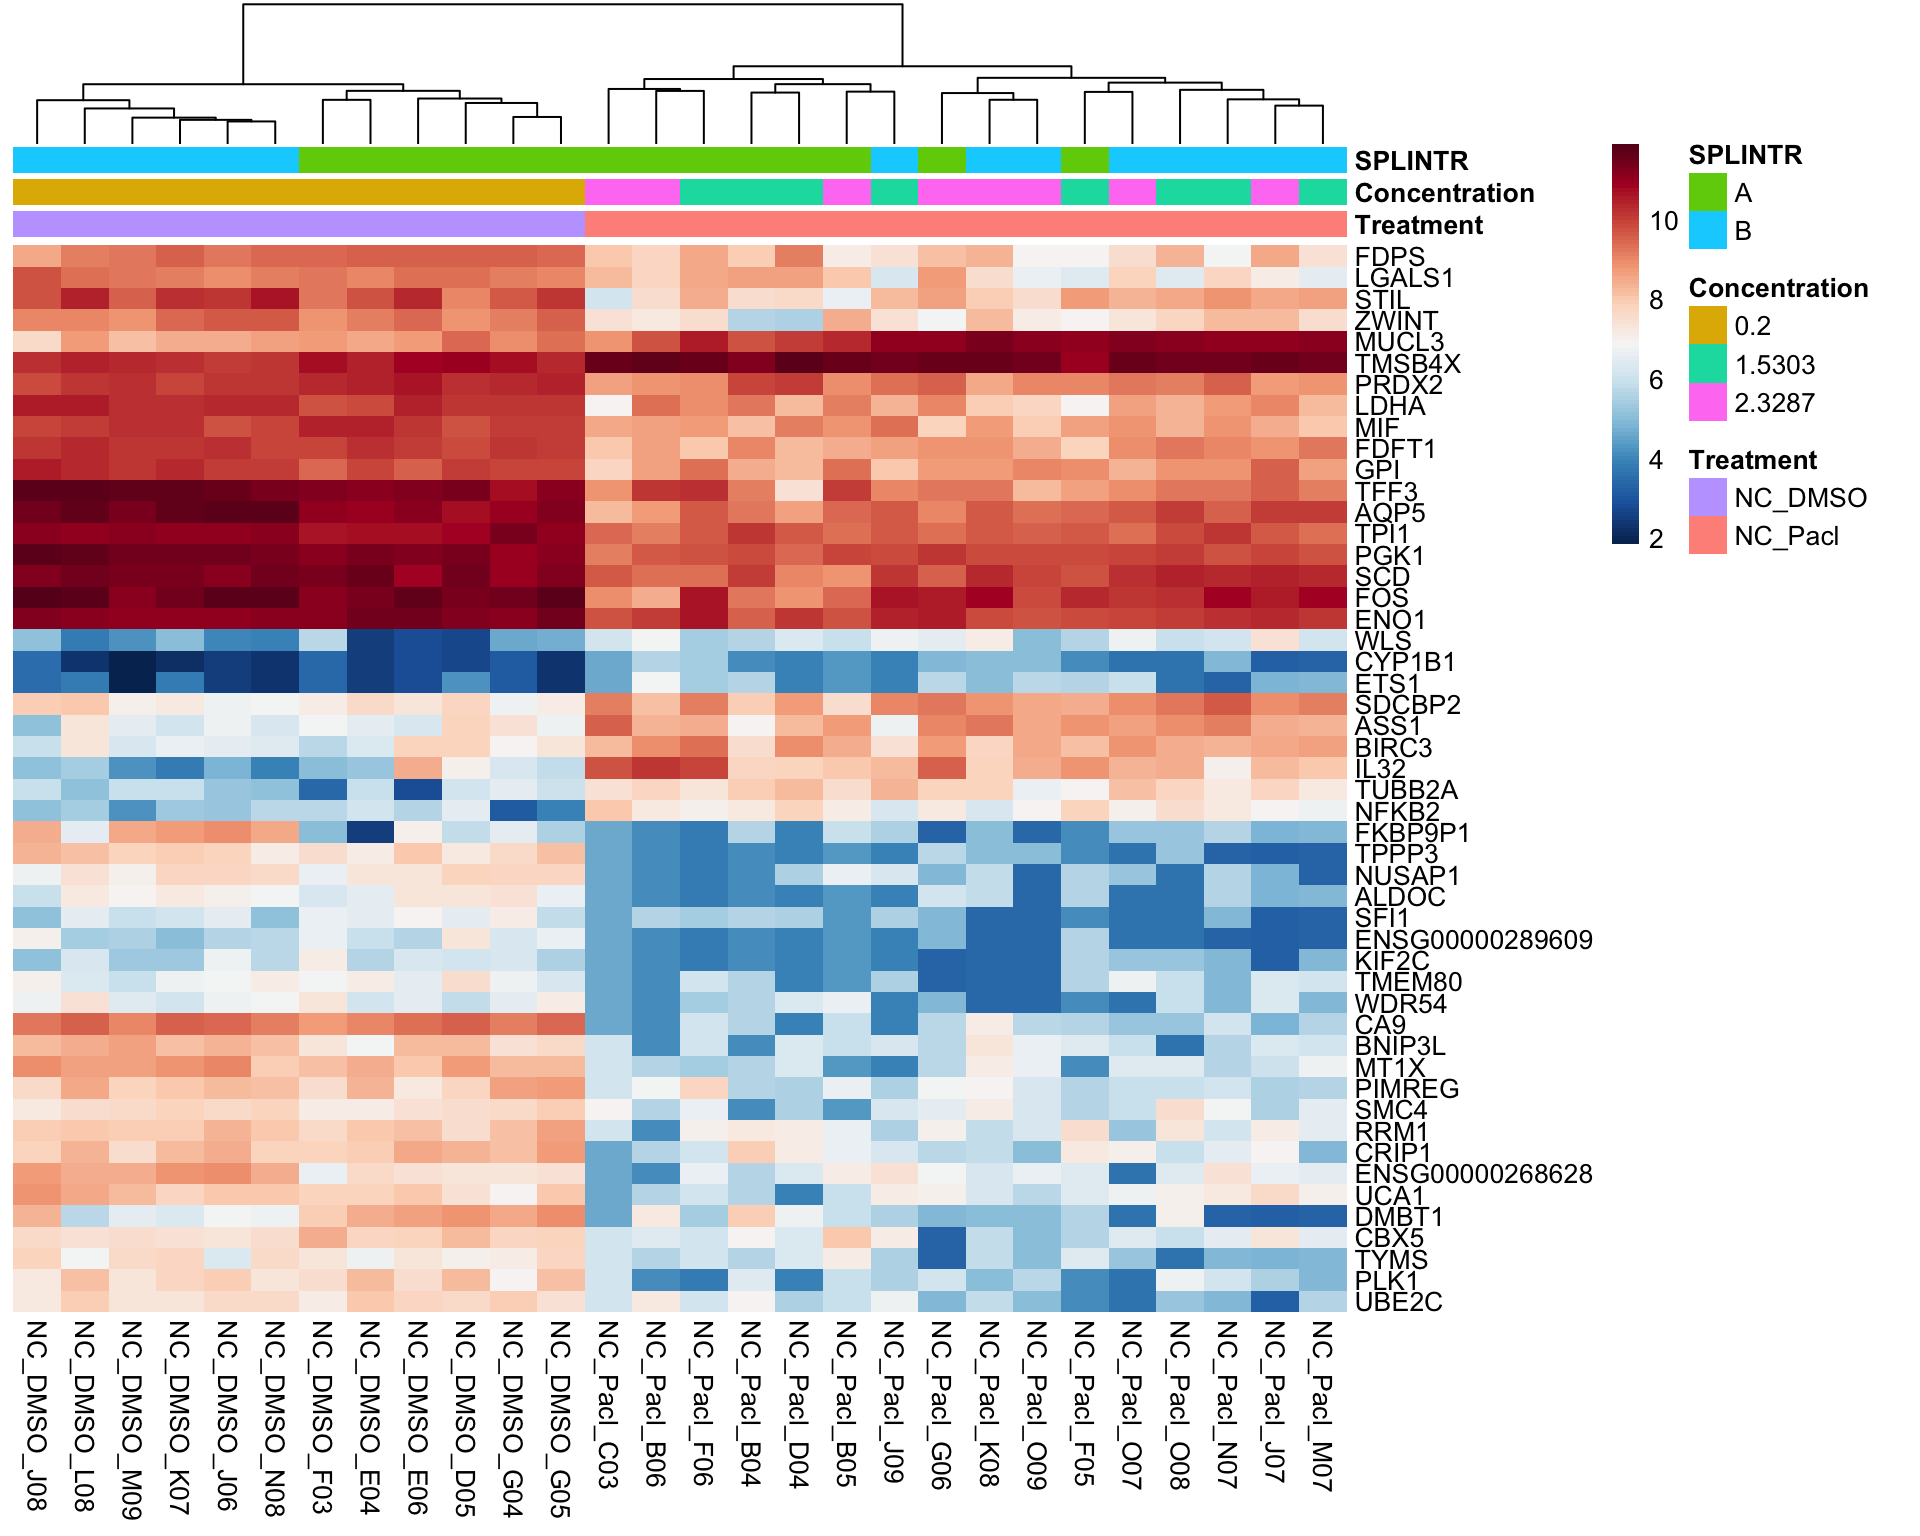 SPLINTR
Concentration
Treatment
FDPS
LGALS1
STIL
ZWINT
MUCL3
TMSB4X
PRDX2
LDHA
MIF
FDFT1
GPI
TFF3
AQP5
TPI1
PGK1
SCD
FOS
ENO1
WLS
CYP1B1
ETS1
SDCBP2
ASS1
BIRC3
IL32
TUBB2A
NFKB2
FKBP9P1
TPPP3
NUSAP1
ALDOC
SFI1
ENSG00000289609
KIF2C
TMEM80
WDR54
CA9
BNIP3L
MT1X
PIMREG
SMC4
RRM1
CRIP1
ENSG00000268628
UCA1
DMBT1
CBX5
TYMS
PLK1
UBE2C
NC_DMSO_J08
NC_DMSO_L08
NC_DMSO_M09
NC_DMSO_K07
NC_DMSO_J06
NC_DMSO_N08
NC_DMSO_F03
NC_DMSO_E04
NC_DMSO_E06
NC_DMSO_D05
NC_DMSO_G04
NC_DMSO_G05
NC_Pacl_C03
NC_Pacl_B06
NC_Pacl_F06
NC_Pacl_B04
NC_Pacl_D04
NC_Pacl_B05
NC_Pacl_J09
NC_Pacl_G06
NC_Pacl_K08
NC_Pacl_O09
NC_Pacl_F05
NC_Pacl_O07
NC_Pacl_O08
NC_Pacl_N07
NC_Pacl_J07
NC_Pacl_M07
10
8
6
4
2
SPLINTR
A
B
Concentration
0.2
1.5303
2.3287
Treatment
NC_DMSO
NC_Pacl